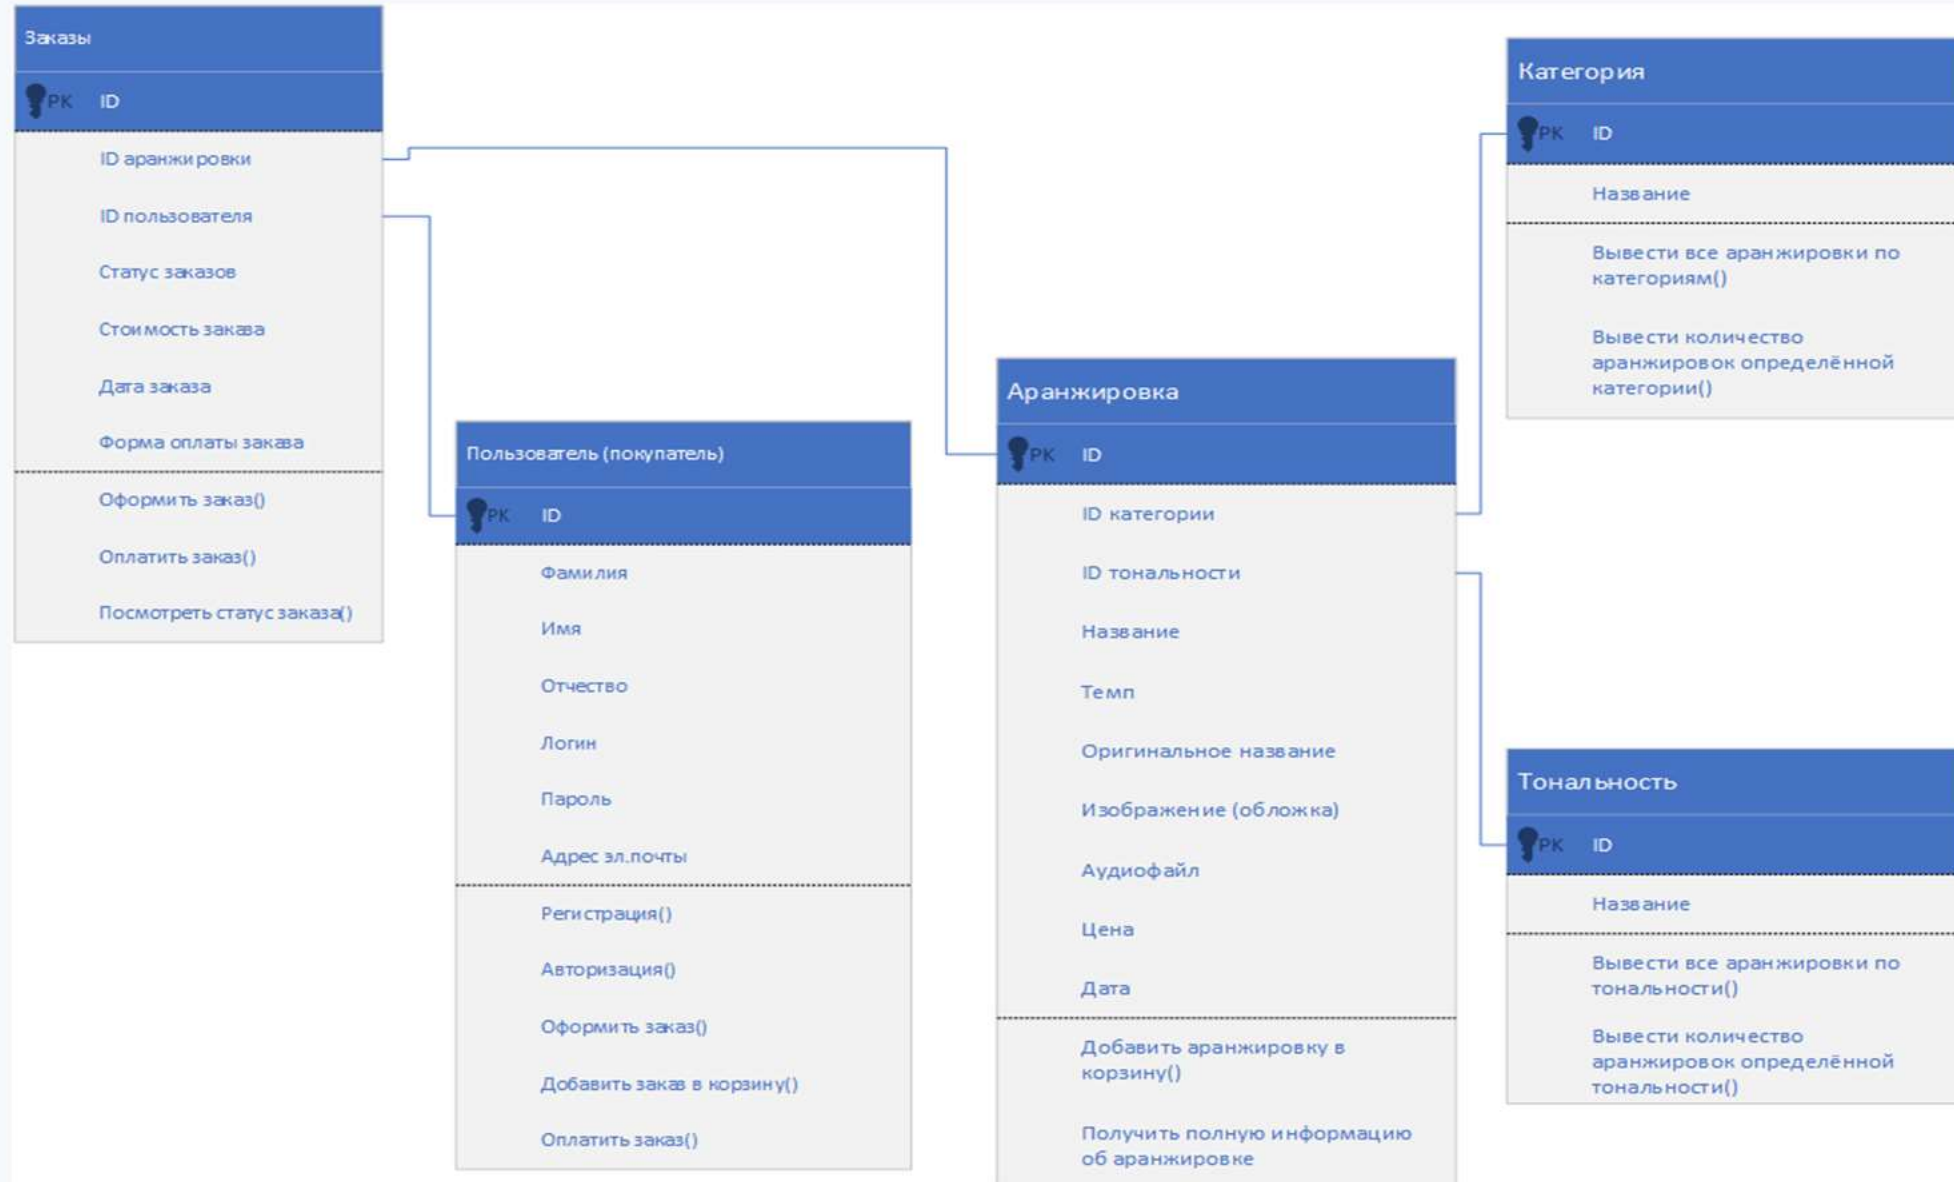 Заказы
PK ID
ID аранжировки
ID пользователя
Статус заказов
Стоимость заказа
Дата заказа
Форма оплаты заказа
Оформить заказ()
Оплатить заказ()
Посмотреть статус заказа()
Пользователь (покупатель)
PK ID
Фамилия
Имя
Отчество
Логин
Пароль
Адрес эл.почты
Регистрация()
Авторизация()
Оформить заказ()
Добавить заказ в корзину()
Оплатить заказ()
Аранжировка
PK ID
ID категории
ID тональности
Название
Темп
Оригинальное название
Изображение (обложка)
Аудиофайл
Цена
Дата
Добавить аранжировку в
корзину()
Получить полную информацию
об аранжировке
Категория
PK ID
Название
Вывести все аранжировки по
категориям()
Вывести количество
аранжировок определённой
категории()
Тональность
PK ID
Название
Вывести все аранжировки по
тональности()
Вывести количество
аранжировок определённой
тональности()